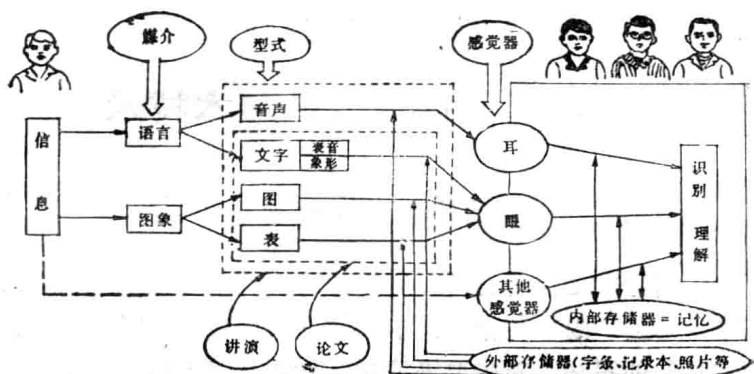 媒介
型式
感觉器
信息
语言
图象
音声
文字
表音
象形
图
表
耳
眼
其他
感觉器
识别 理解
讲演
论文
内部存储器=记忆
外部存储器(字条、记录本、照片等